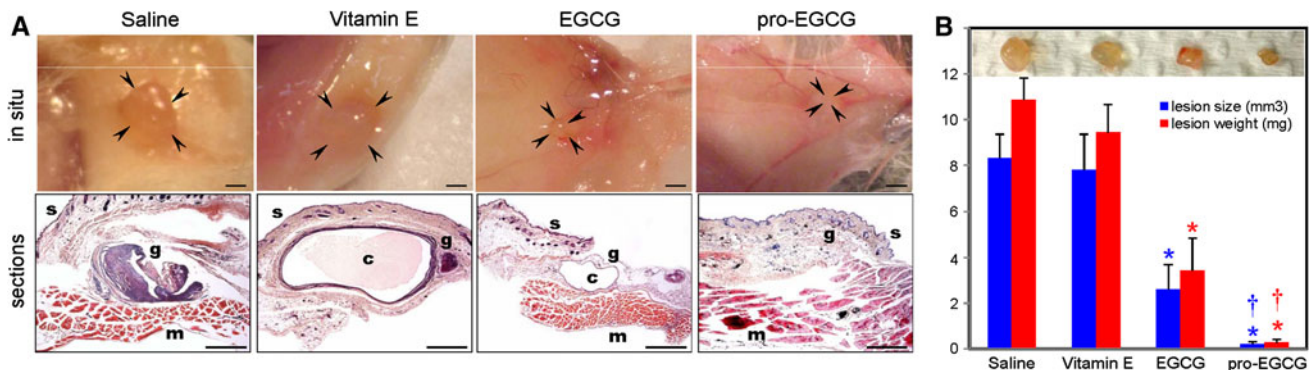 A
Saline
Vitamin E
EGCG
pro-EGCG
in situ
sections
s
g
m
s
g
c
s
g
c
m
g
s
m
B
12
10
8
6
4
2
0
lesion size (mm3)
lesion weight (mg)
*
*
†
*
†
*
Saline
Vitamin E
EGCG
pro-EGCG